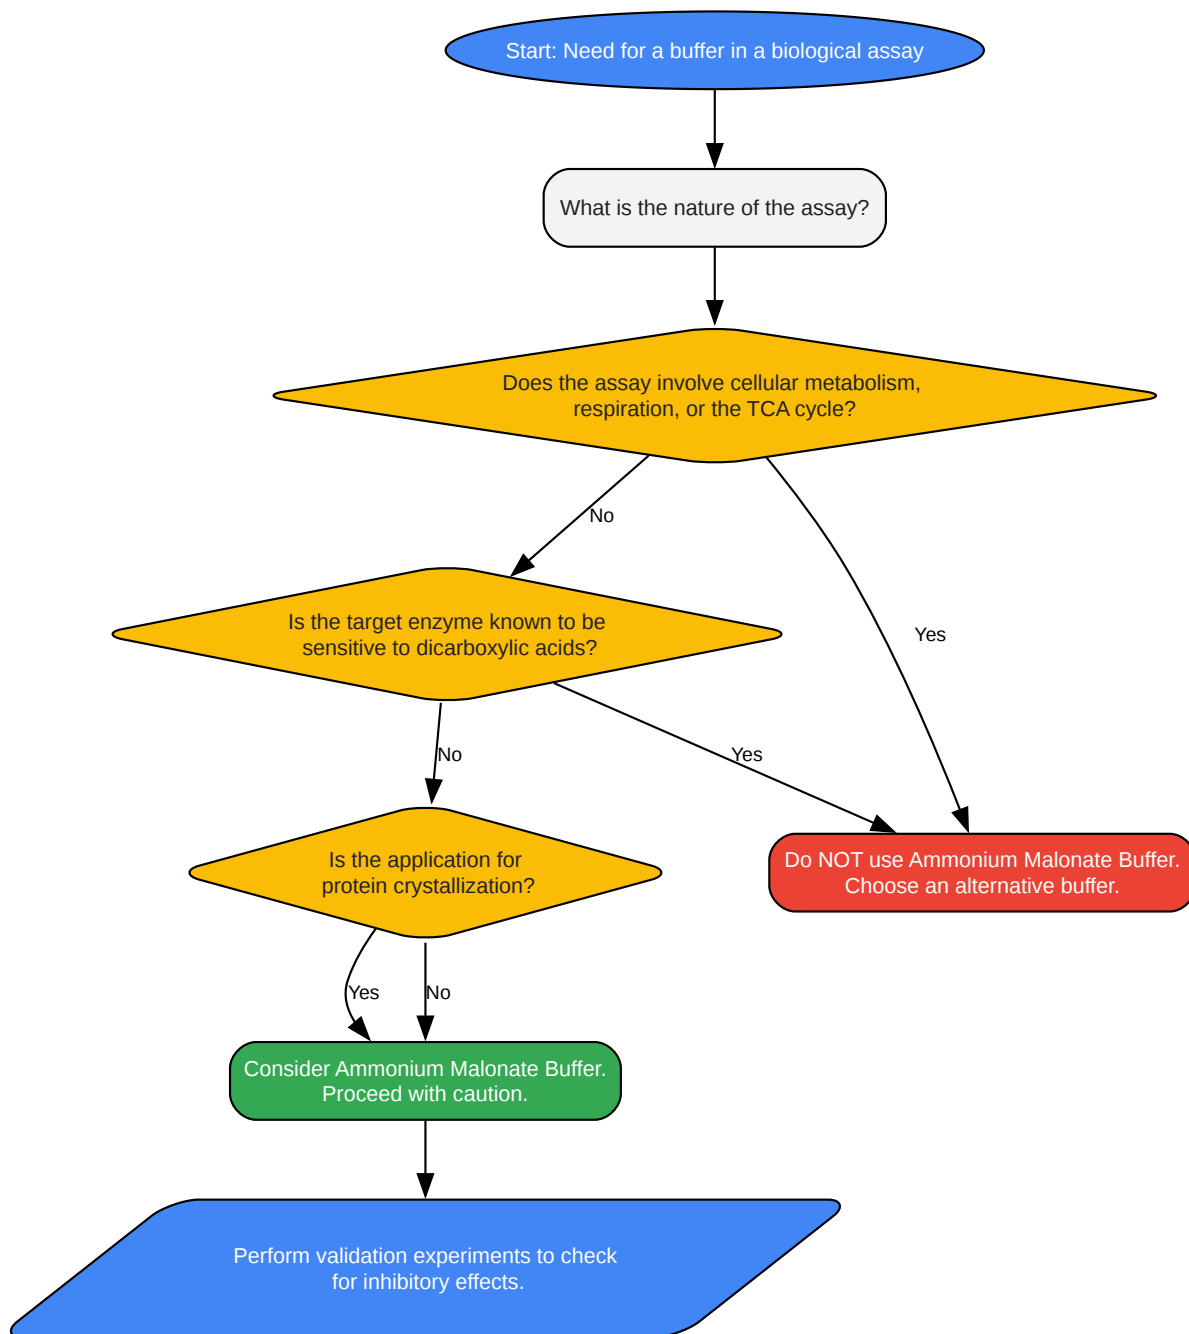 Start: Need for a buffer in a biological assay
What is the nature of the assay?
Does the assay involve cellular metabolism,
respiration, or the TCA cycle?
No
Yes
Is the target enzyme known to be
sensitive to dicarboxylic acids?
No
Yes
Is the application for
protein crystallization?
Do NOT use Ammonium Malonate Buffer.
Choose an alternative buffer.
Yes
No
Consider Ammonium Malonate Buffer.
Proceed with caution.
Perform validation experiments to check
for inhibitory effects.